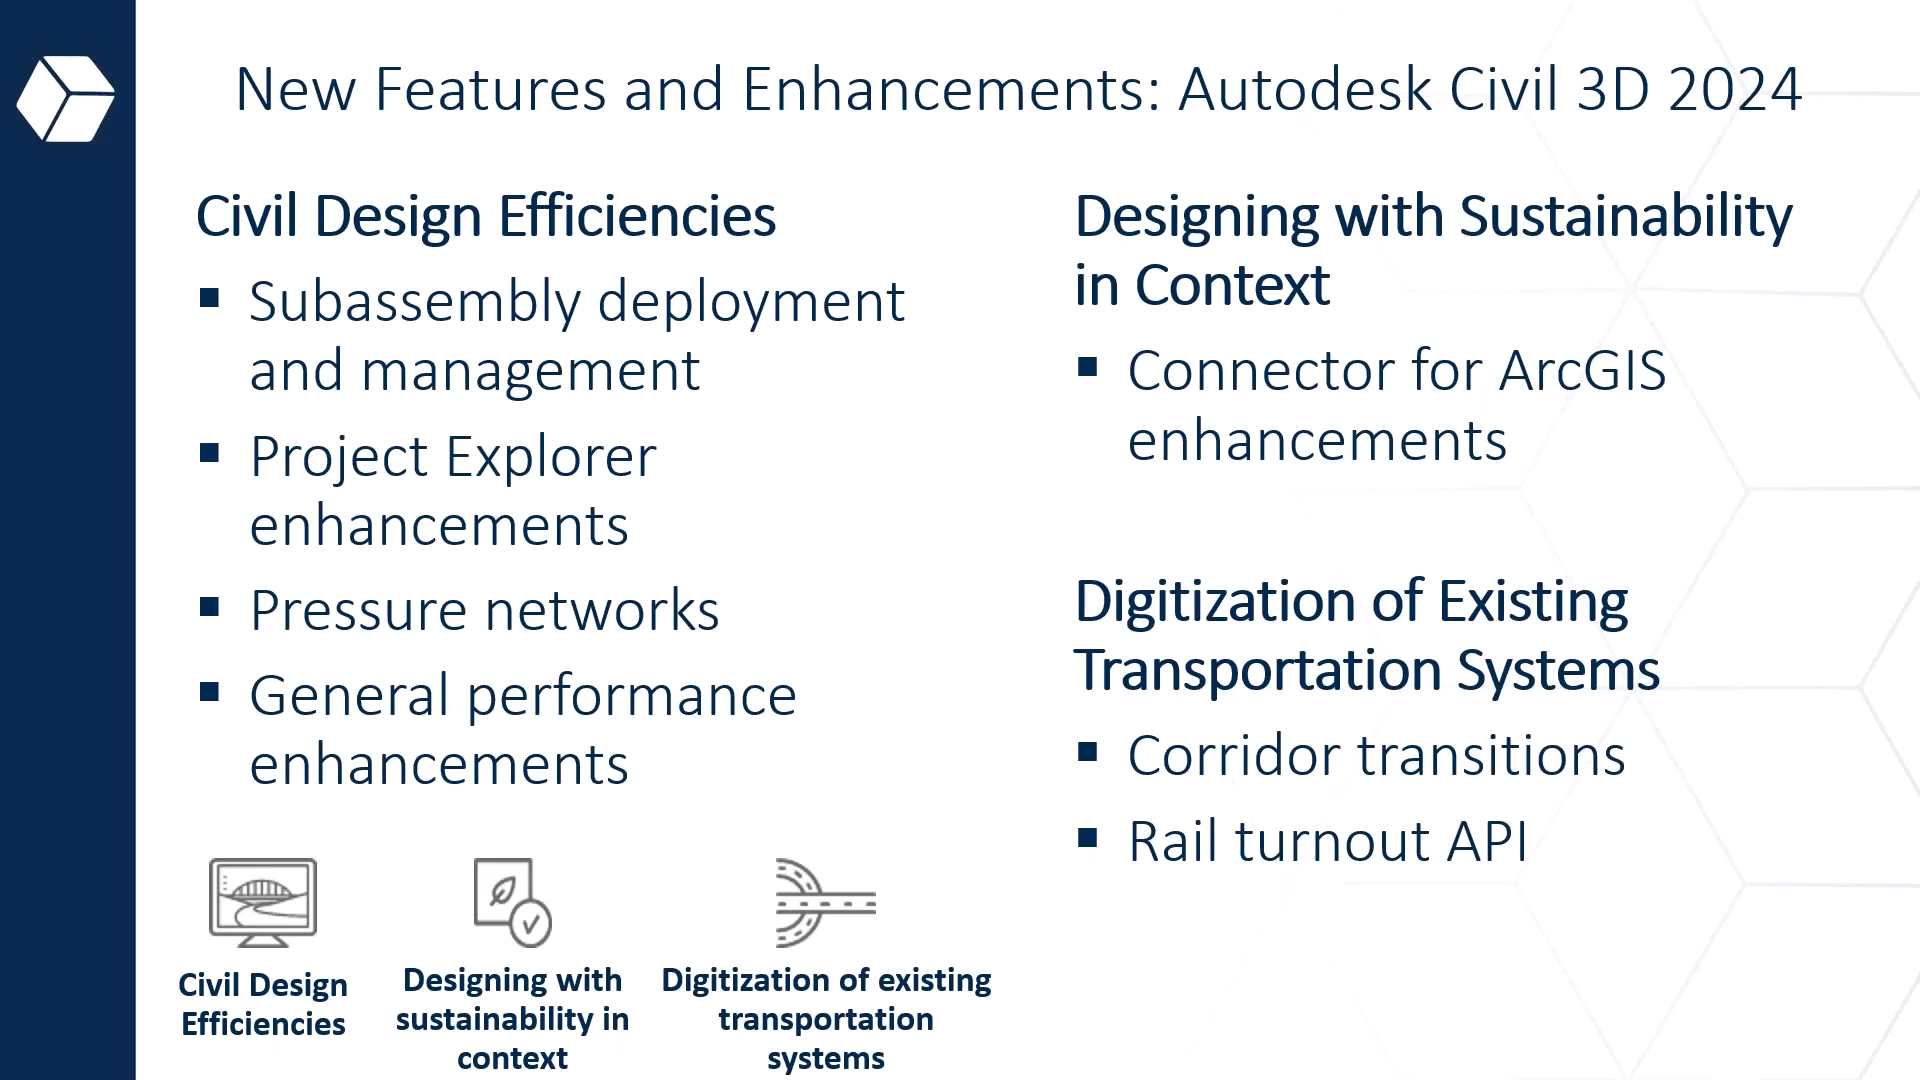 New Features and Enhancements: Autodesk Civil 3D 2024
Civil Design Efficiencies
▪ Subassembly deployment
and management
▪ Project Explorer
enhancements
▪ Pressure networks
▪ General performance
enhancements
Designing with Sustainability
in Context
▪ Connector for ArcGIS
enhancements
Digitization of Existing
Transportation Systems
▪ Corridor transitions
▪ Rail turnout API
Civil Design
Efficiencies
Designing with
sustainability in
context
Digitization of existing
transportation
systems